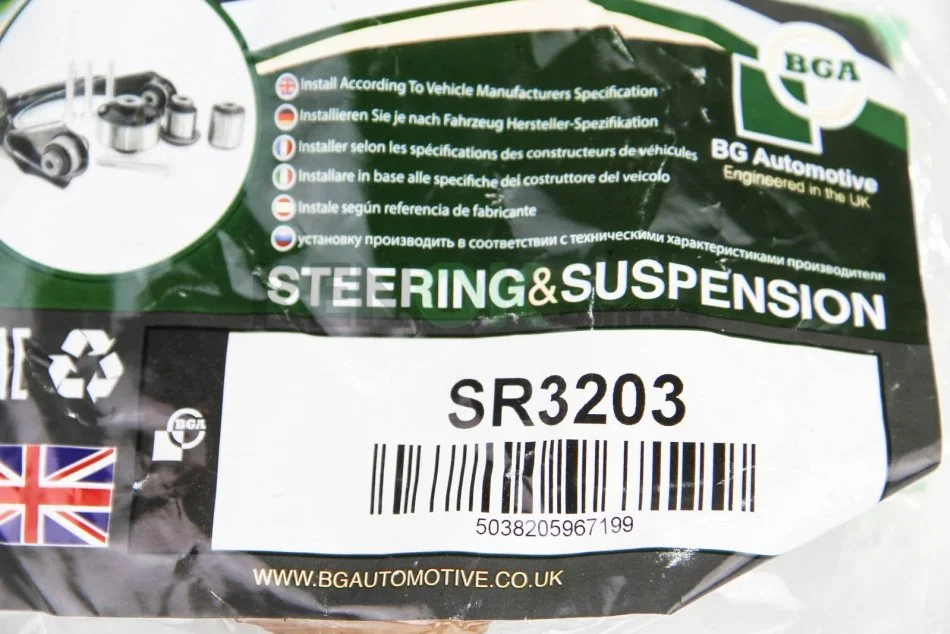 BGA
BG Automotive
Engineered in the UK
Install According To Vehicle Manufacturers Specification
Installieren Sie je nach Fahrzeug Hersteller-Spezifikation
Installer selon les spécifications des constructeurs de véhicules
Installare in base alle specifiche del costruttore del veicolo
Instale según referencia de fabricante
установку производить в соответствии с техническими характеристиками производителя
STEERING&SUSPENSION
BGA
SR3203
5038205967199
WWW.BGAUTOMOTIVE.CO.UK